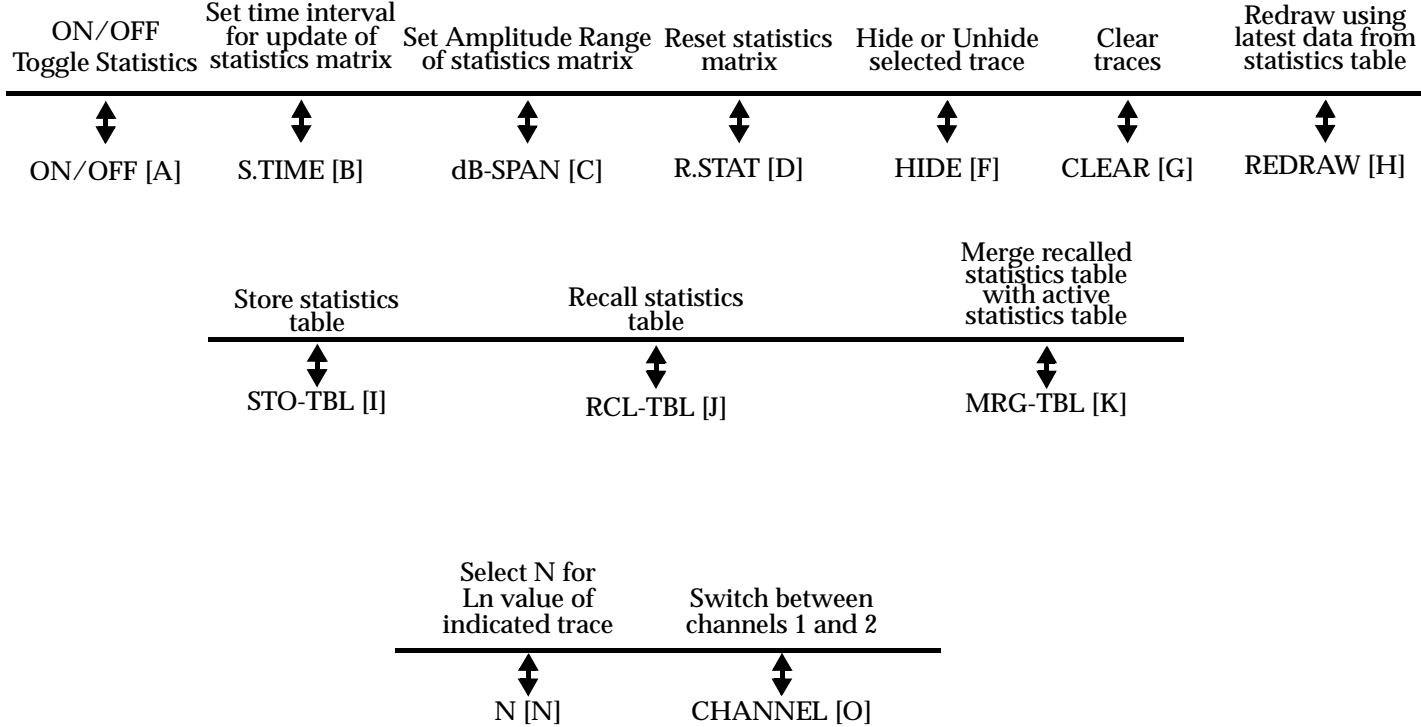 ON/OFF
Toggle Statistics
Set time interval
for update of
statistics matrix
Set Amplitude Range
of statistics matrix
Reset statistics
matrix
Hide or Unhide
selected trace
Clear
traces
Redraw using
latest data from
statistics table
ON/OFF [A]
S.TIME [B]
dB-SPAN [C]
R.STAT [D]
HIDE [F]
CLEAR [G]
REDRAW [H]
Store statistics
table
Recall statistics
table
Merge recalled
statistics table
with active
statistics table
STO-TBL [I]
RCL-TBL [J]
MRG-TBL [K]
Select N for
Ln value of
indicated trace
Switch between
channels 1 and 2
N [N]
CHANNEL [O]